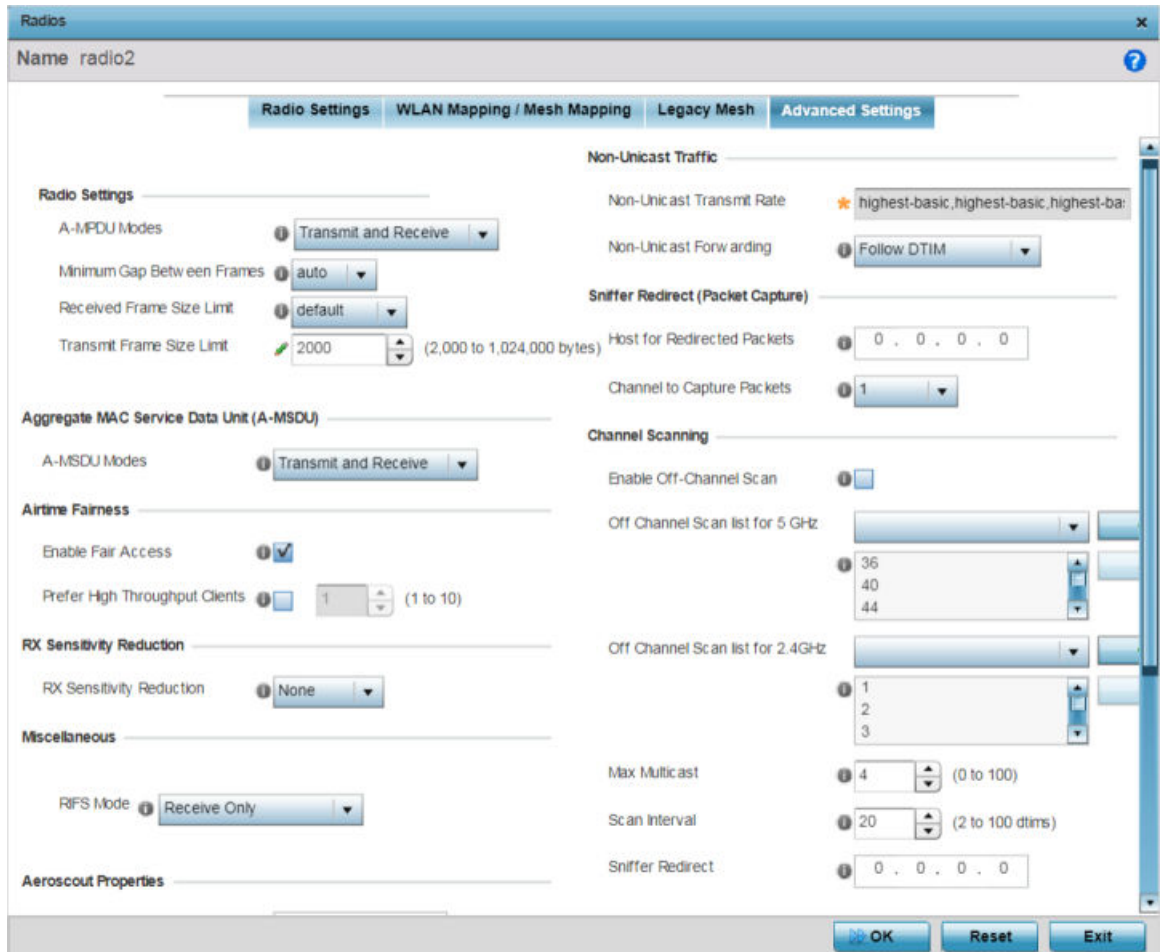 Radios
Name radio2
Radio Settings
WLAN Mapping / Mesh Mapping
Legacy Mesh
Advanced Settings
Radio Settings
A-MPDU Modes
Transmit and Receive
Minimum Gap Between Frames
auto
Received Frame Size Limit
default
Transmit Frame Size Limit
2000
(2,000 to 1,024,000 bytes)
Aggregate MAC Service Data Unit (A-MSDU)
A-MSDU Modes
Transmit and Receive
Airtime Fairness
Enable Fair Access
Prefer High Throughput Clients
1
(1 to 10)
RX Sensitivity Reduction
RX Sensitivity Reduction
None
Miscellaneous
RIFS Mode
Receive Only
Aeroscout Properties
Non-Unicast Traffic
Non-Unicast Transmit Rate
highest-basic,highest-basic,highest-ba
Non-Unicast Forwarding
Follow DTIM
Sniffer Redirect (Packet Capture)
Host for Redirected Packets
0 . 0 . 0 . 0
Channel to Capture Packets
1
Channel Scanning
Enable Off-Channel Scan
Off Channel Scan list for 5 GHz
36
40
44
Off Channel Scan list for 2.4GHz
1
2
3
Max Multicast
4
(0 to 100)
Scan Interval
20
(2 to 100 dtims)
Sniffer Redirect
0 . 0 . 0 . 0
OK
Reset
Exit